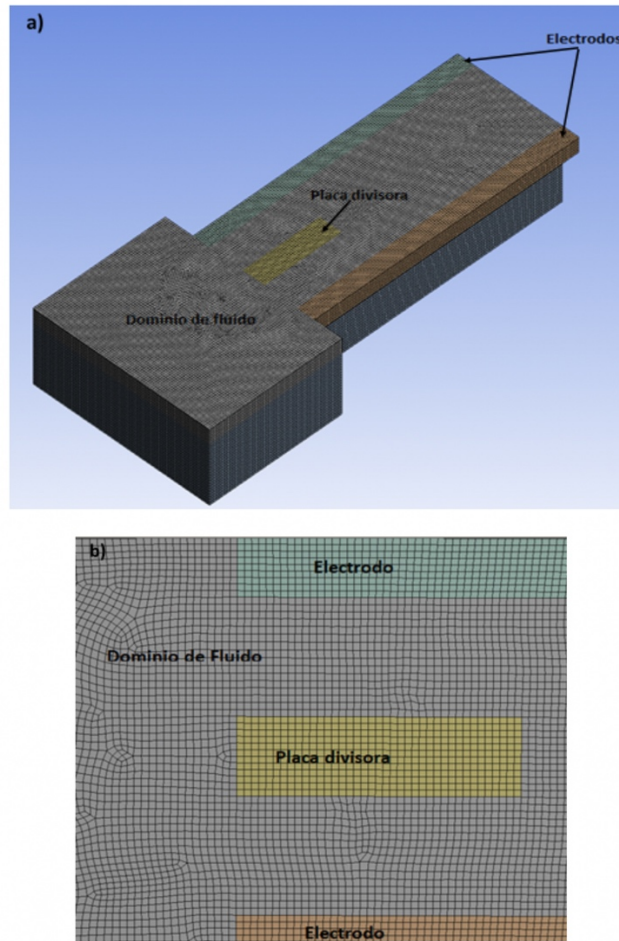 a)
Electrodos
Placa divisora
Dominio de fluido
b)
Electrodo
Dominio de Fluido
Placa divisora
Electrodo